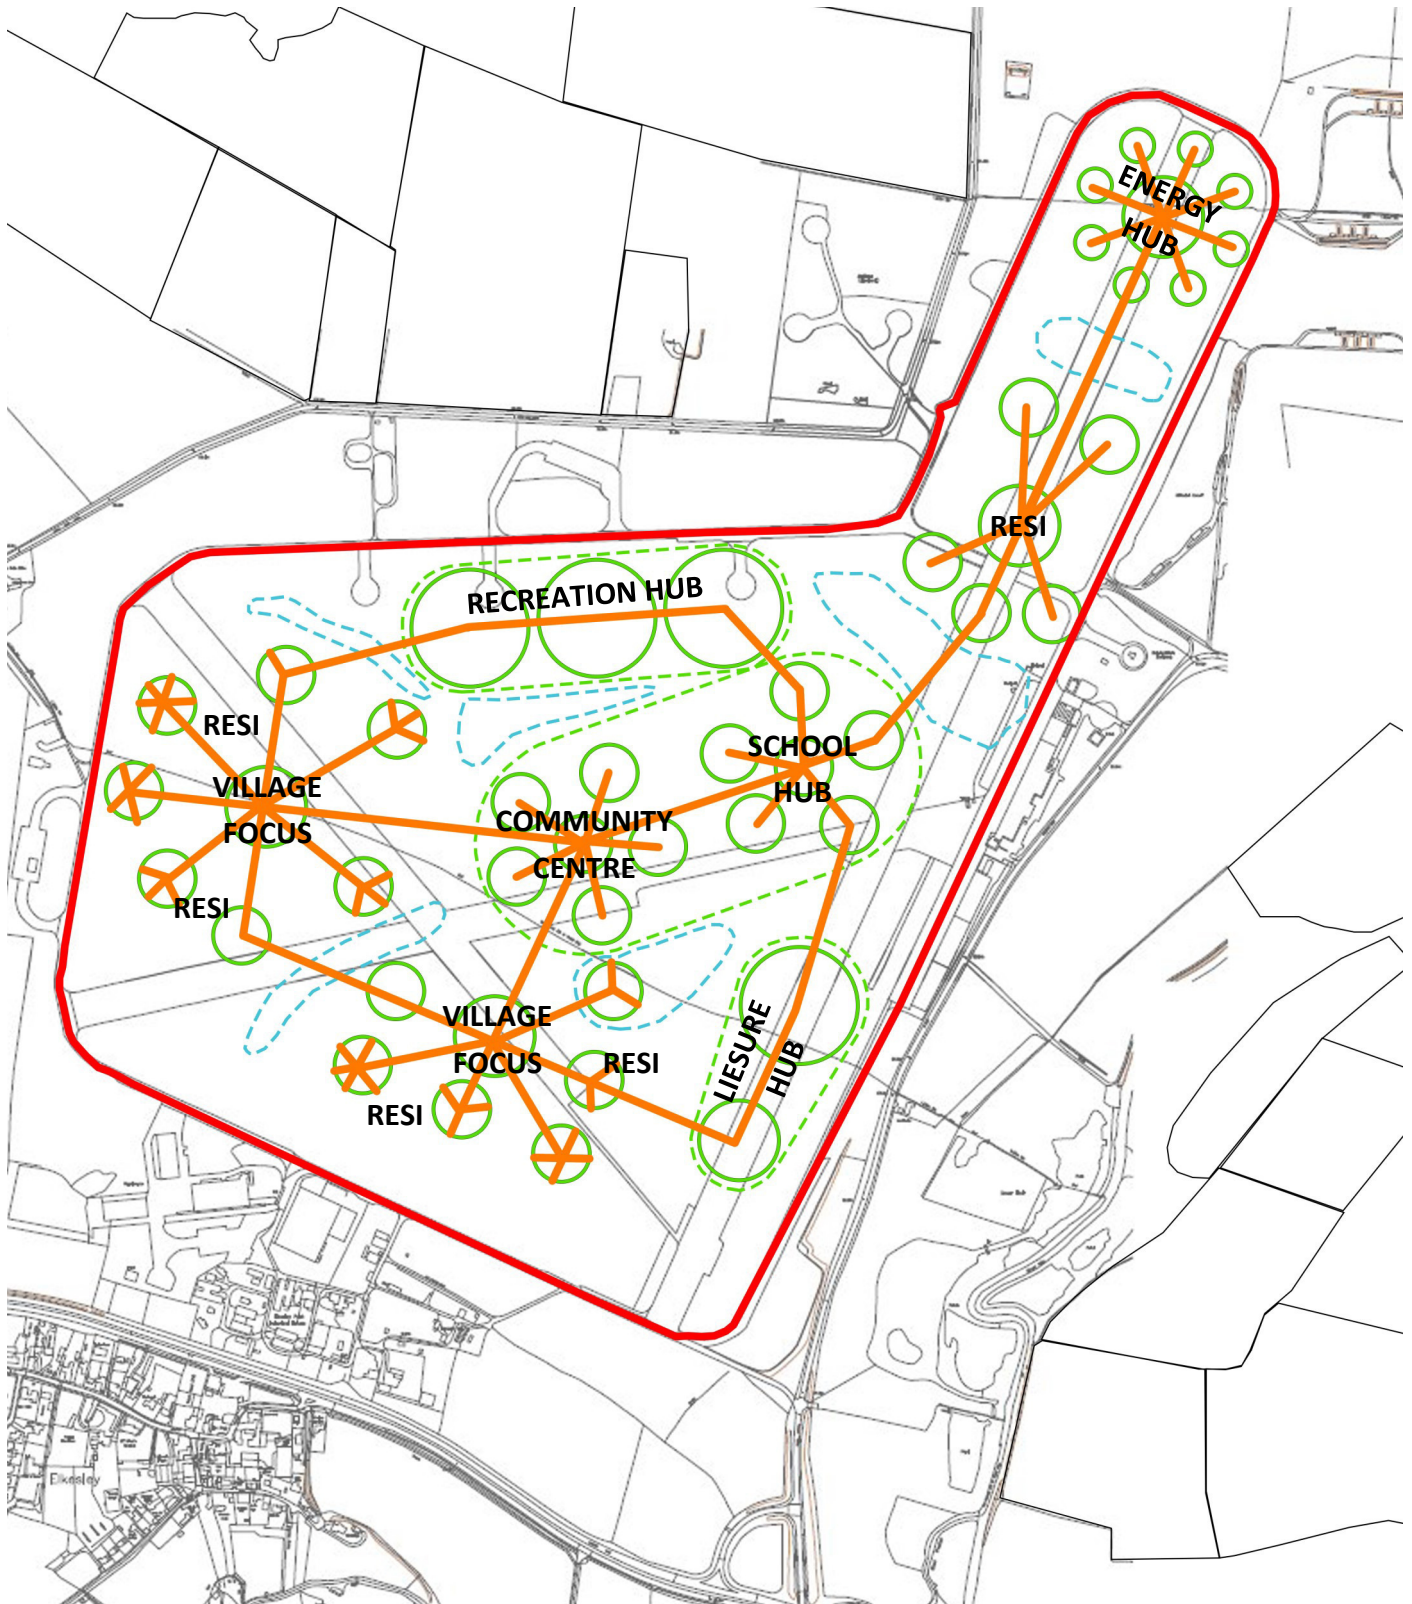 ENERGY
HUB
RESI
RECREATION HUB
RESI
SCHOOL
HUB
VILLAGE
FOCUS
COMMUNITY
CENTRE
RESI
VILLAGE
FOCUS
RESI
RESI
LIESURE
HUB
Elkesley